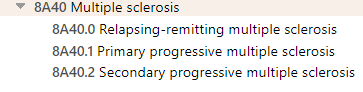 8A40 Multiple sclerosis
8A40.0 Relapsing-remitting multiple sclerosis
8A40.1 Primary progressive multiple sclerosis
8A40.2 Secondary progressive multiple sclerosis